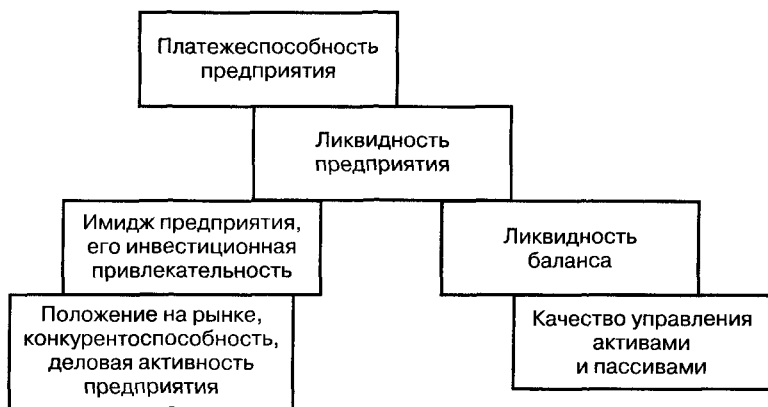 Платежеспособность
предприятия
Ликвидность
предприятия
Имидж предприятия,
его инвестиционная
привлекательность
Ликвидность
баланса
Положение на рынке,
конкурентоспособность,
деловая активность
предприятия
Качество управления
активами
и пассивами